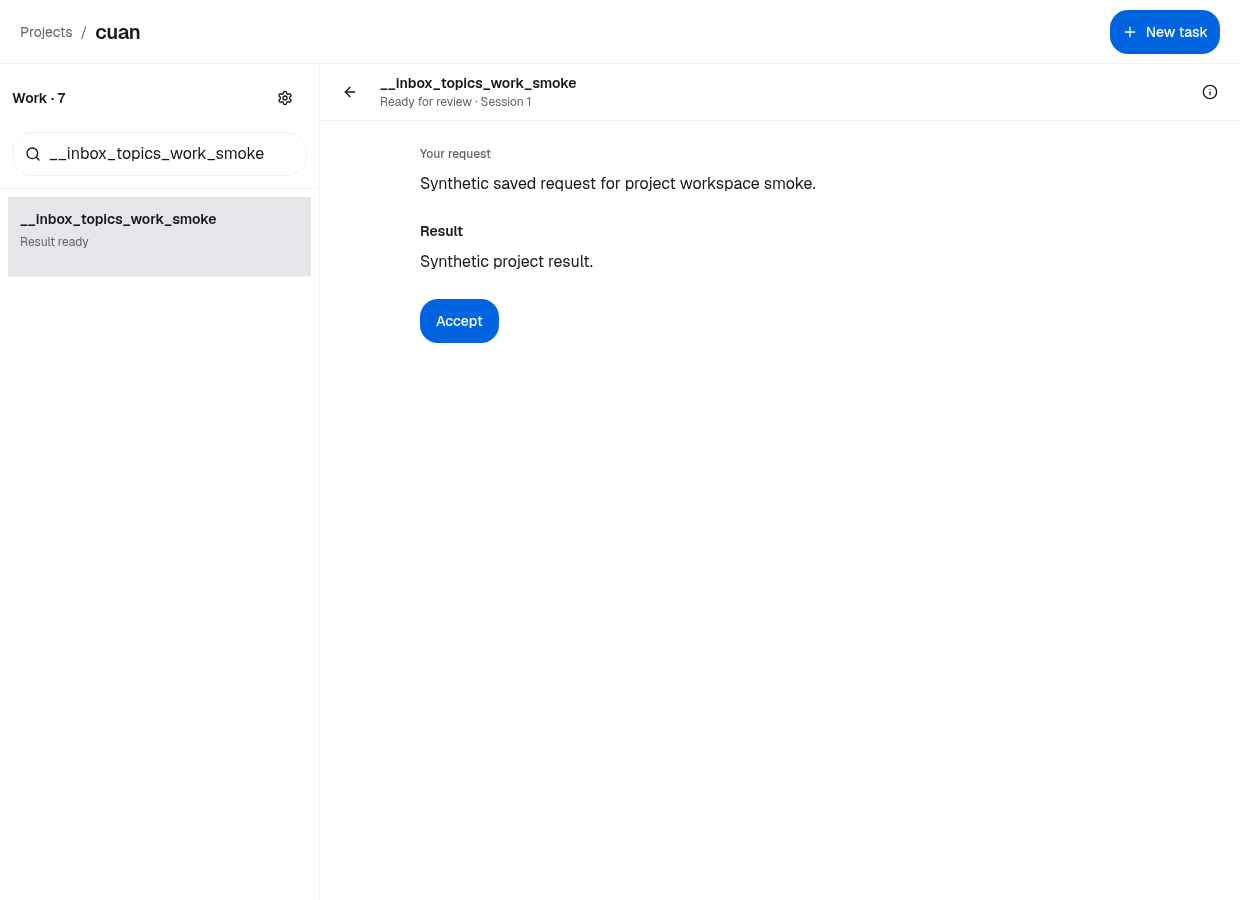 Projects / cuan
+ New task
Work · 7
__inbox_topics_work_smoke
__inbox_topics_work_smoke
Result ready
__inbox_topics_work_smoke
Ready for review · Session 1
Your request
Synthetic saved request for project workspace smoke.
Result
Synthetic project result.
Accept